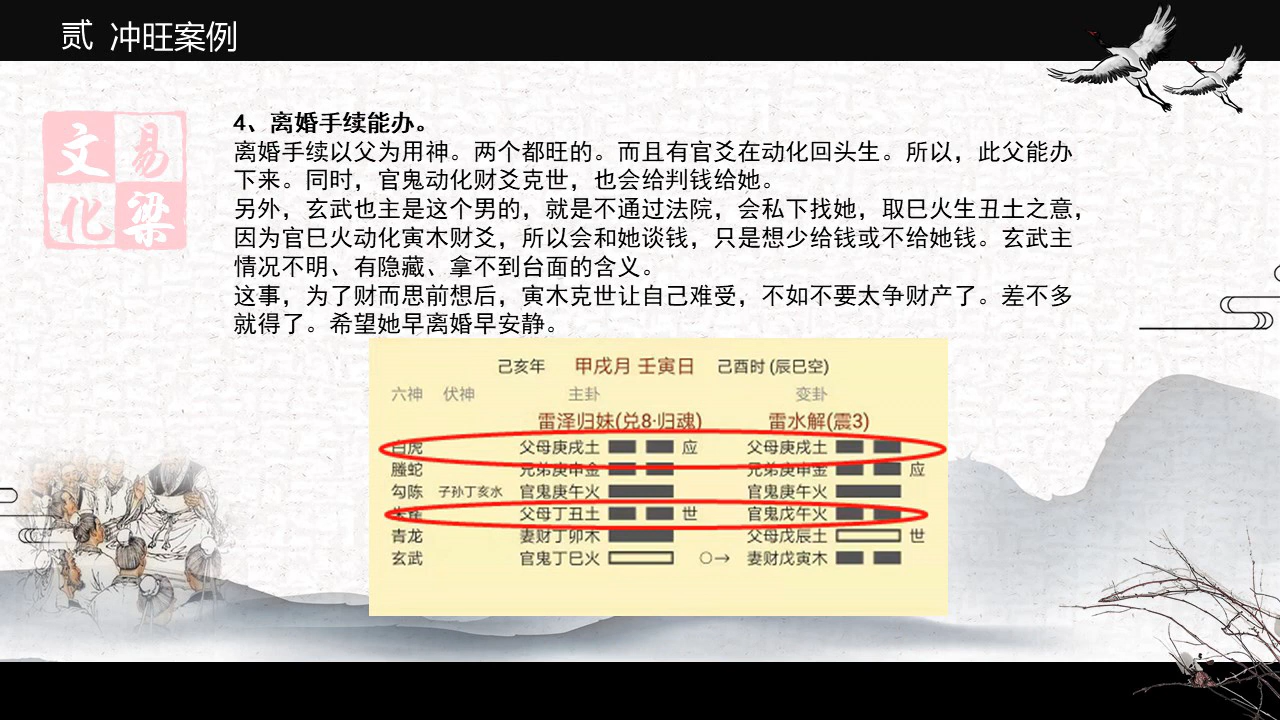 贰 冲旺案例
易梁文化
4、离婚手续能办。
离婚手续以父为用神。两个都旺的。而且有官爻在动化回头生。所以，此父能办
下来。同时，官鬼动化财爻克世，也会给判钱给她。
另外，玄武也主是这个男的，就是不通过法院，会私下找她，取巳火生丑土之意，
因为官巳火动化寅木财爻，所以会和她谈钱，只是想少给钱或不给她钱。玄武主
情况不明、有隐藏、拿不到台面的含义。
这事，为了财而思前想后，寅木克世让自己难受，不如不要太争财产了。差不多
就得了。希望她早离婚早安静。
己亥年 甲戌月 壬寅日 己酉时 (辰巳空)
六神 伏神 主卦 变卦
雷泽归妹(兑8·归魂) 雷水解(震3)
白虎 父母庚戌土 应 父母庚戌土
螣蛇 兄弟庚申金 兄弟庚申金 应
勾陈 子孙丁亥水 官鬼庚午火 官鬼庚午火
朱雀 父母丁丑土 世 官鬼戊午火
青龙 妻财丁卯木 父母戊辰土 世
玄武 官鬼丁巳火 ○→ 妻财戊寅木